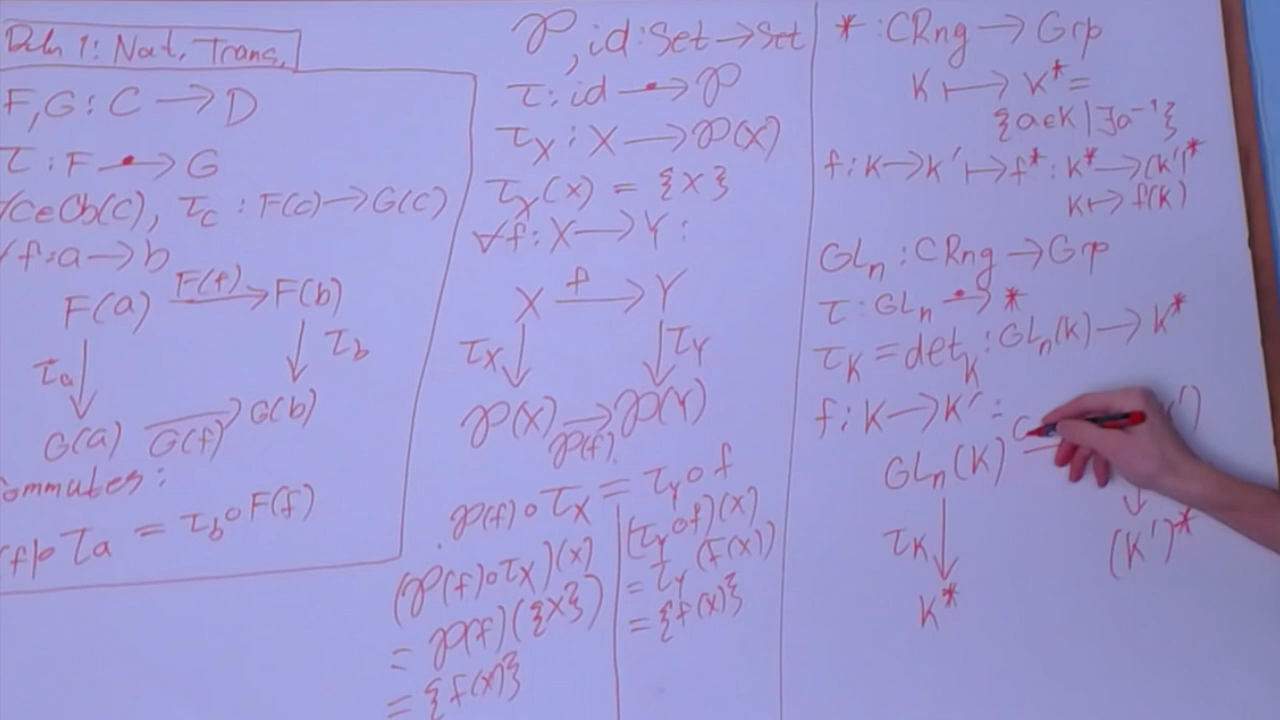 Defn 1: Nat. Trans.
F, G : C → D
τ : F → G
∀c∈Ob(C), τ_c : F(c) → G(c)
∀f: a → b
F(a) F(f) → F(b)
τ_a ↓ ↓ τ_b
G(a) → G(b)
G(f)
commutes:
τ_a = τ_b ∘ F(f)
𝒫, id : Set → Set
τ : id → 𝒫
τ_X : X → 𝒫(X)
τ_X(x) = {x}
∀f: X → Y :
X f → Y
τ_X ↓ ↓ τ_Y
𝒫(X) → 𝒫(Y)
𝒫(f)
𝒫(f) ∘ τ_X = τ_Y ∘ f
(𝒫(f) ∘ τ_X)(x)
= 𝒫(f)({x})
= {f(x)}
(τ_Y ∘ f)(x)
= τ_Y (f(x))
= {f(x)}
* : CRng → Grp
K ↦ K* =
{a∈K | ∃a⁻¹}
f: K → K' ↦ f* : K* → (K')*
K ↦ f(K)
GL_n : CRng → Grp
τ : GL_n → *
τ_K = det_K : GL_n(K) → K*
f : K → K' :
GL_n(K)
τ_K ↓ ↓
K* (K')*